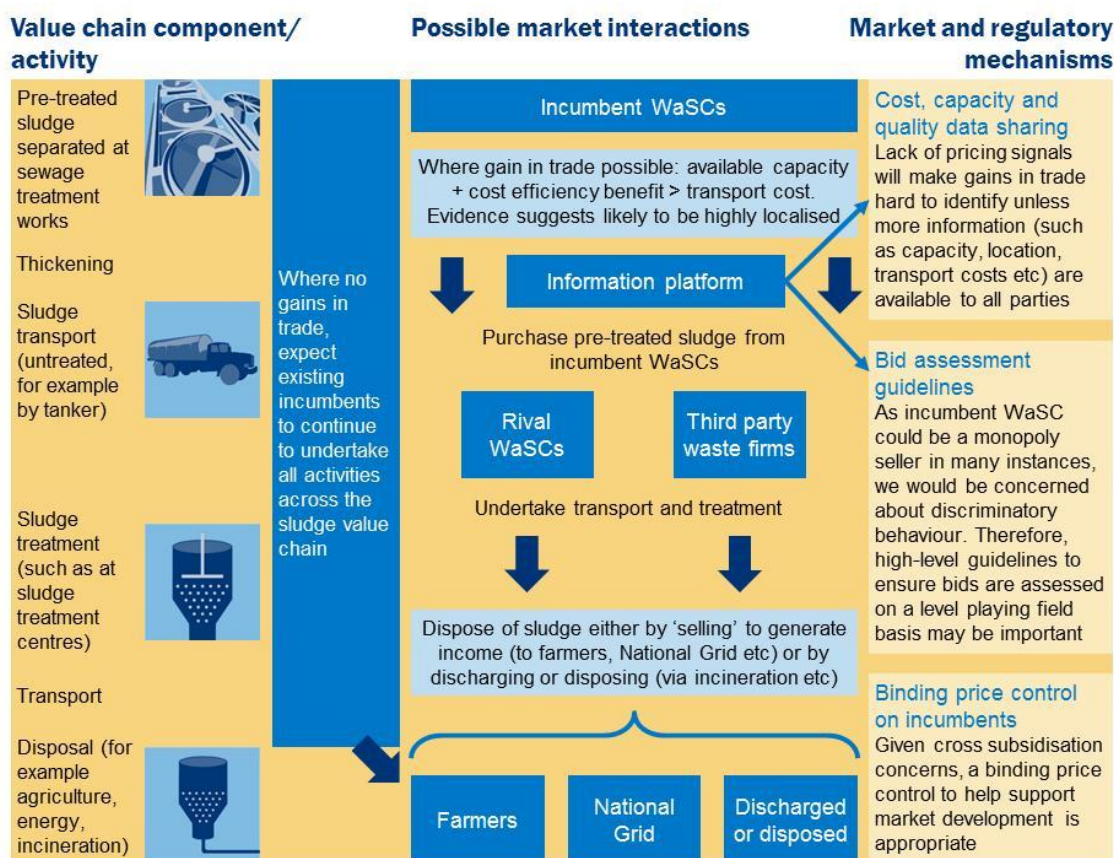 Value chain component/
activity
Possible market interactions
Market and regulatory
mechanisms
Pre-treated
sludge
separated at
sewage
treatment
works
Thickening
Sludge
transport
(untreated,
for example
by tanker)
Sludge
treatment
(such as at
sludge
treatment
centres)
Transport
Disposal (for
example
agriculture,
energy,
incineration)
Where no
gains in
trade,
expect
existing
incumbents
to continue
to undertake
all activities
across the
sludge value
chain
Incumbent WaSCs
Where gain in trade possible: available capacity
+ cost efficiency benefit > transport cost.
Evidence suggests likely to be highly localised
Information platform
Purchase pre-treated sludge from
incumbent WaSCs
Rival
WaSCs
Third party
waste firms
Undertake transport and treatment
Dispose of sludge either by ‘selling’ to generate
income (to farmers, National Grid etc) or by
discharging or disposing (via incineration etc)
Farmers
National
Grid
Discharged
or disposed
Cost, capacity and
quality data sharing
Lack of pricing signals
will make gains in trade
hard to identify unless
more information (such
as capacity, location,
transport costs etc) are
available to all parties
Bid assessment
guidelines
As incumbent WaSC
could be a monopoly
seller in many instances,
we would be concerned
about discriminatory
behaviour. Therefore,
high-level guidelines to
ensure bids are assessed
on a level playing field
basis may be important
Binding price control
on incumbents
Given cross subsidisation
concerns, a binding price
control to help support
market development is
appropriate